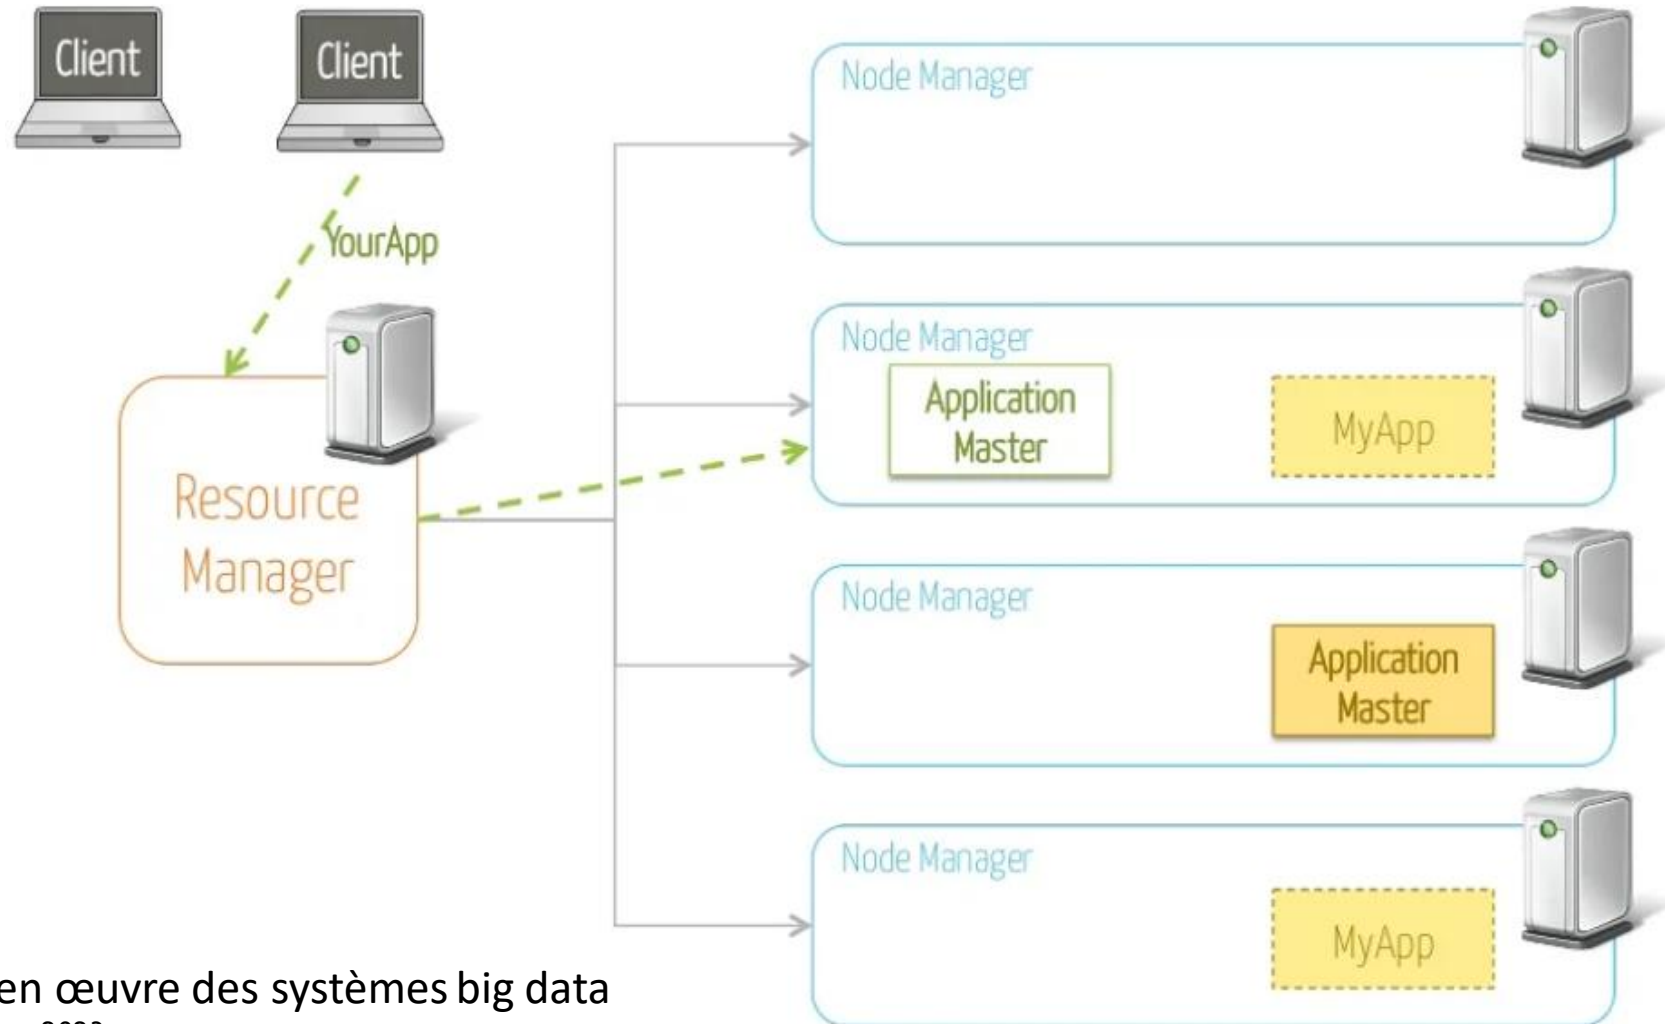 Client
Client
YourApp
Resource
Manager
Node Manager
Node Manager
Application
Master
MyApp
Node Manager
Application
Master
Node Manager
MyApp
en œuvre des systèmes big data